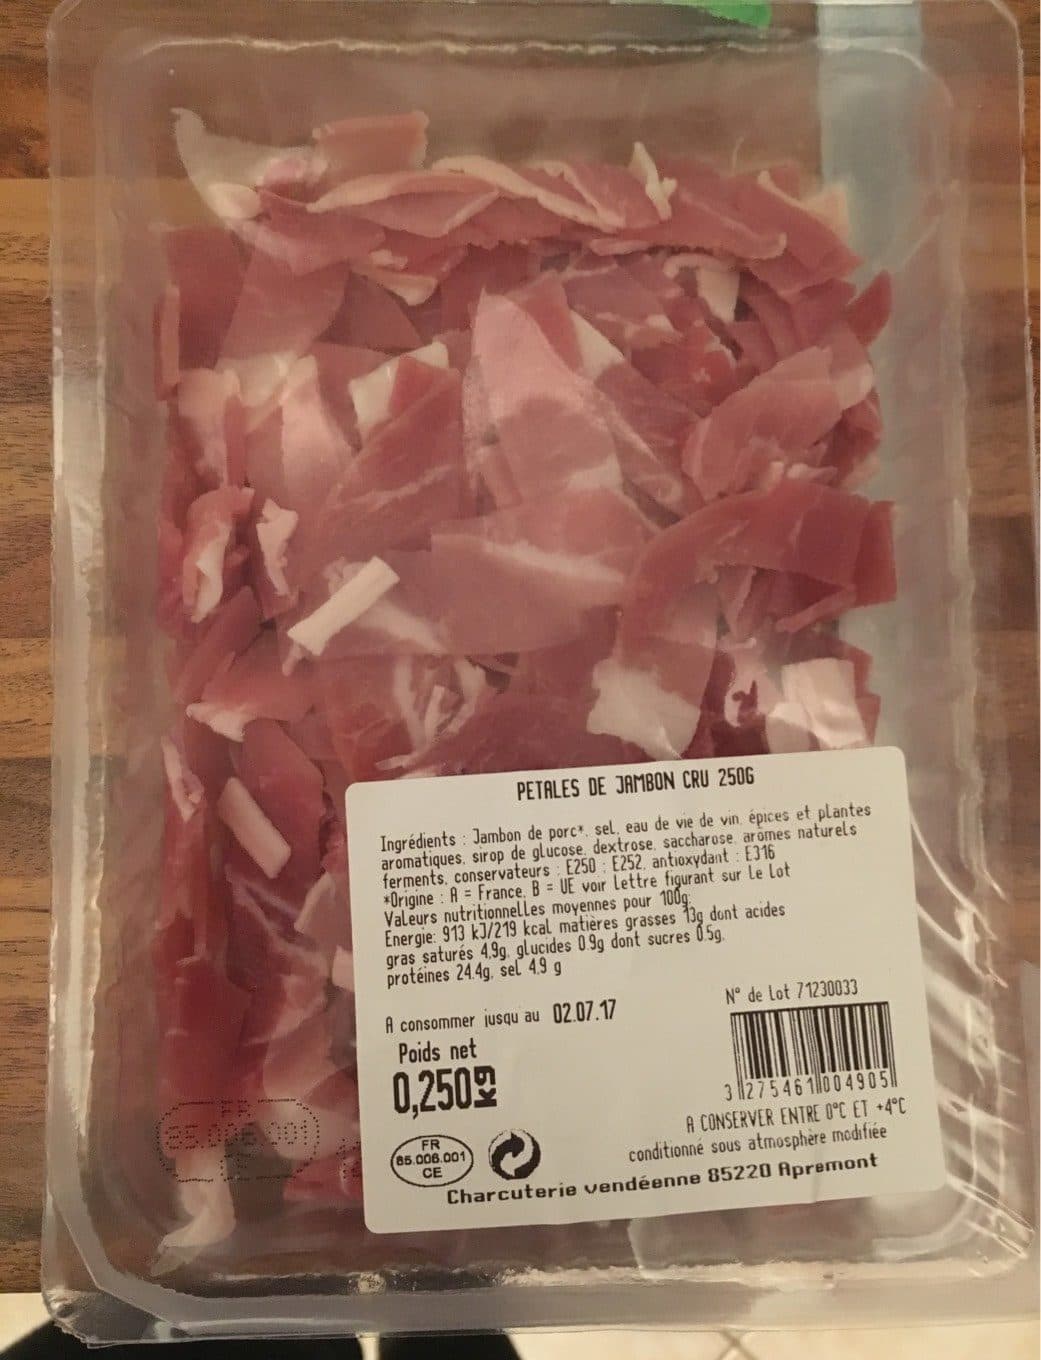 PETALES DE JAMBON CRU 250G
Ingrédients : Jambon de porc*, sel, eau de vie de vin, épices et plantes
aromatiques, sirop de glucose, dextrose, saccharose, arômes naturels
ferments, conservateurs : E250 : E252, antioxydant : E316
*Origine : A = France, B = UE voir lettre figurant sur le Lot
Valeurs nutritionnelles moyennes pour 100g:
Energie: 913 kJ/219 kcal matières grasses 13g dont acides
gras saturés 4,9g, glucides 0.9g dont sucres 0.5g,
protéines 24.4g, sel 4.9 g
A consommer jusqu au 02.07.17
N° de lot 71230033
Poids net
0,250kg
3 275461 004905
A CONSERVER ENTRE 0°C ET +4°C
conditionné sous atmosphère modifiée
FR
85.006.001
CE
Charcuterie vendéenne 85220 Apremont
FR
85.006.001